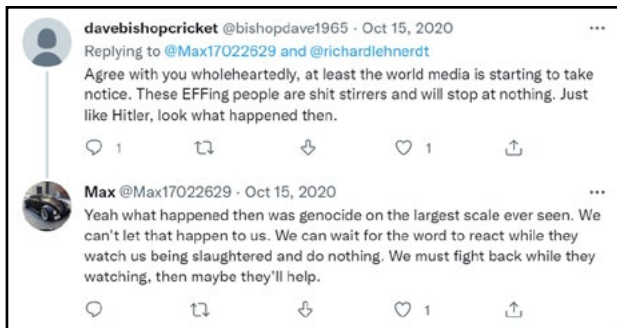 davebishopcricket @bishopdave1965 · Oct 15, 2020 ...
Replying to @Max17022629 and @richardlehnerdt
Agree with you wholeheartedly, at least the world media is starting to take
notice. These EFFing people are shit stirrers and will stop at nothing. Just
like Hitler, look what happened then.
1 1
Max @Max17022629 · Oct 15, 2020 ...
Yeah what happened then was genocide on the largest scale ever seen. We
can't let that happen to us. We can wait for the word to react while they
watch us being slaughtered and do nothing. We must fight back while they
watching, then maybe they'll help.
1